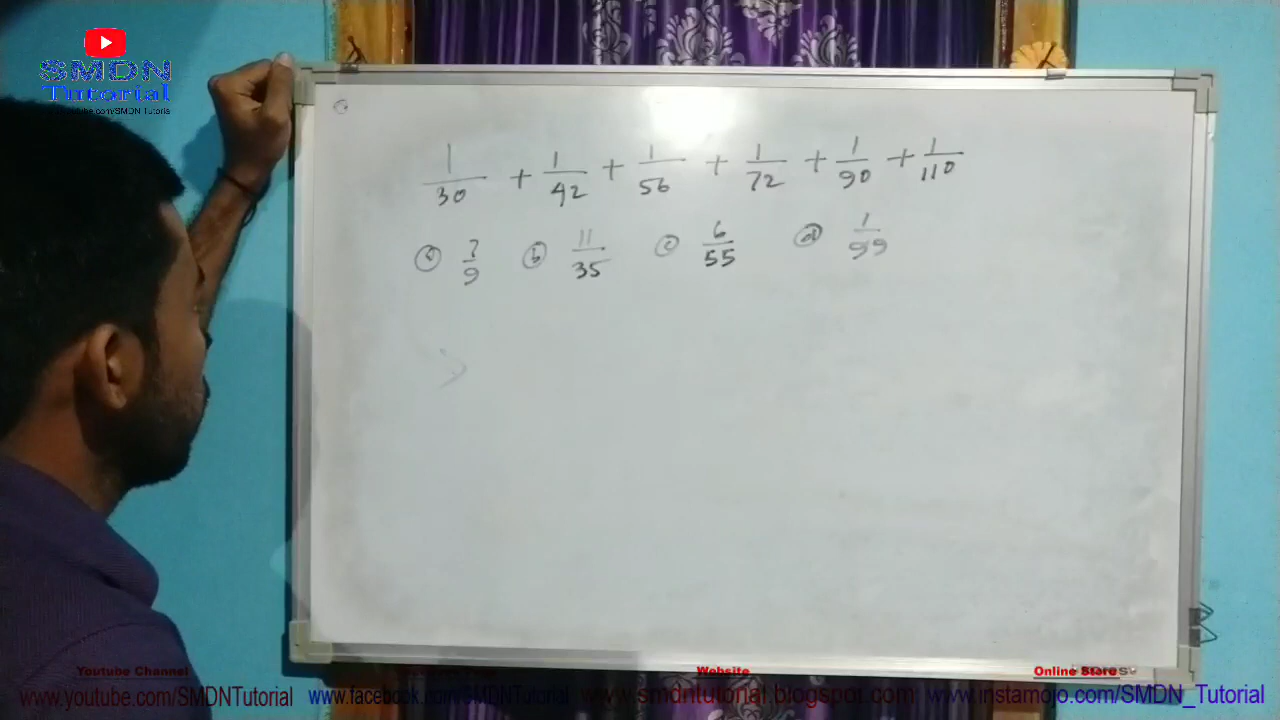 SMDN
Tutorial
1/30 + 1/42 + 1/56 + 1/72 + 1/90 + 1/110
ⓐ 7/9 ⓑ 11/35 ⓒ 6/55 ⓓ 1/99
Youtube Channel Website Online Store
www.youtube.com/SMDNTutorial www.facebook.com/SMDNTutorial www.smdntutorial.blogspot.com www.instamojo.com/SMDN_Tutorial